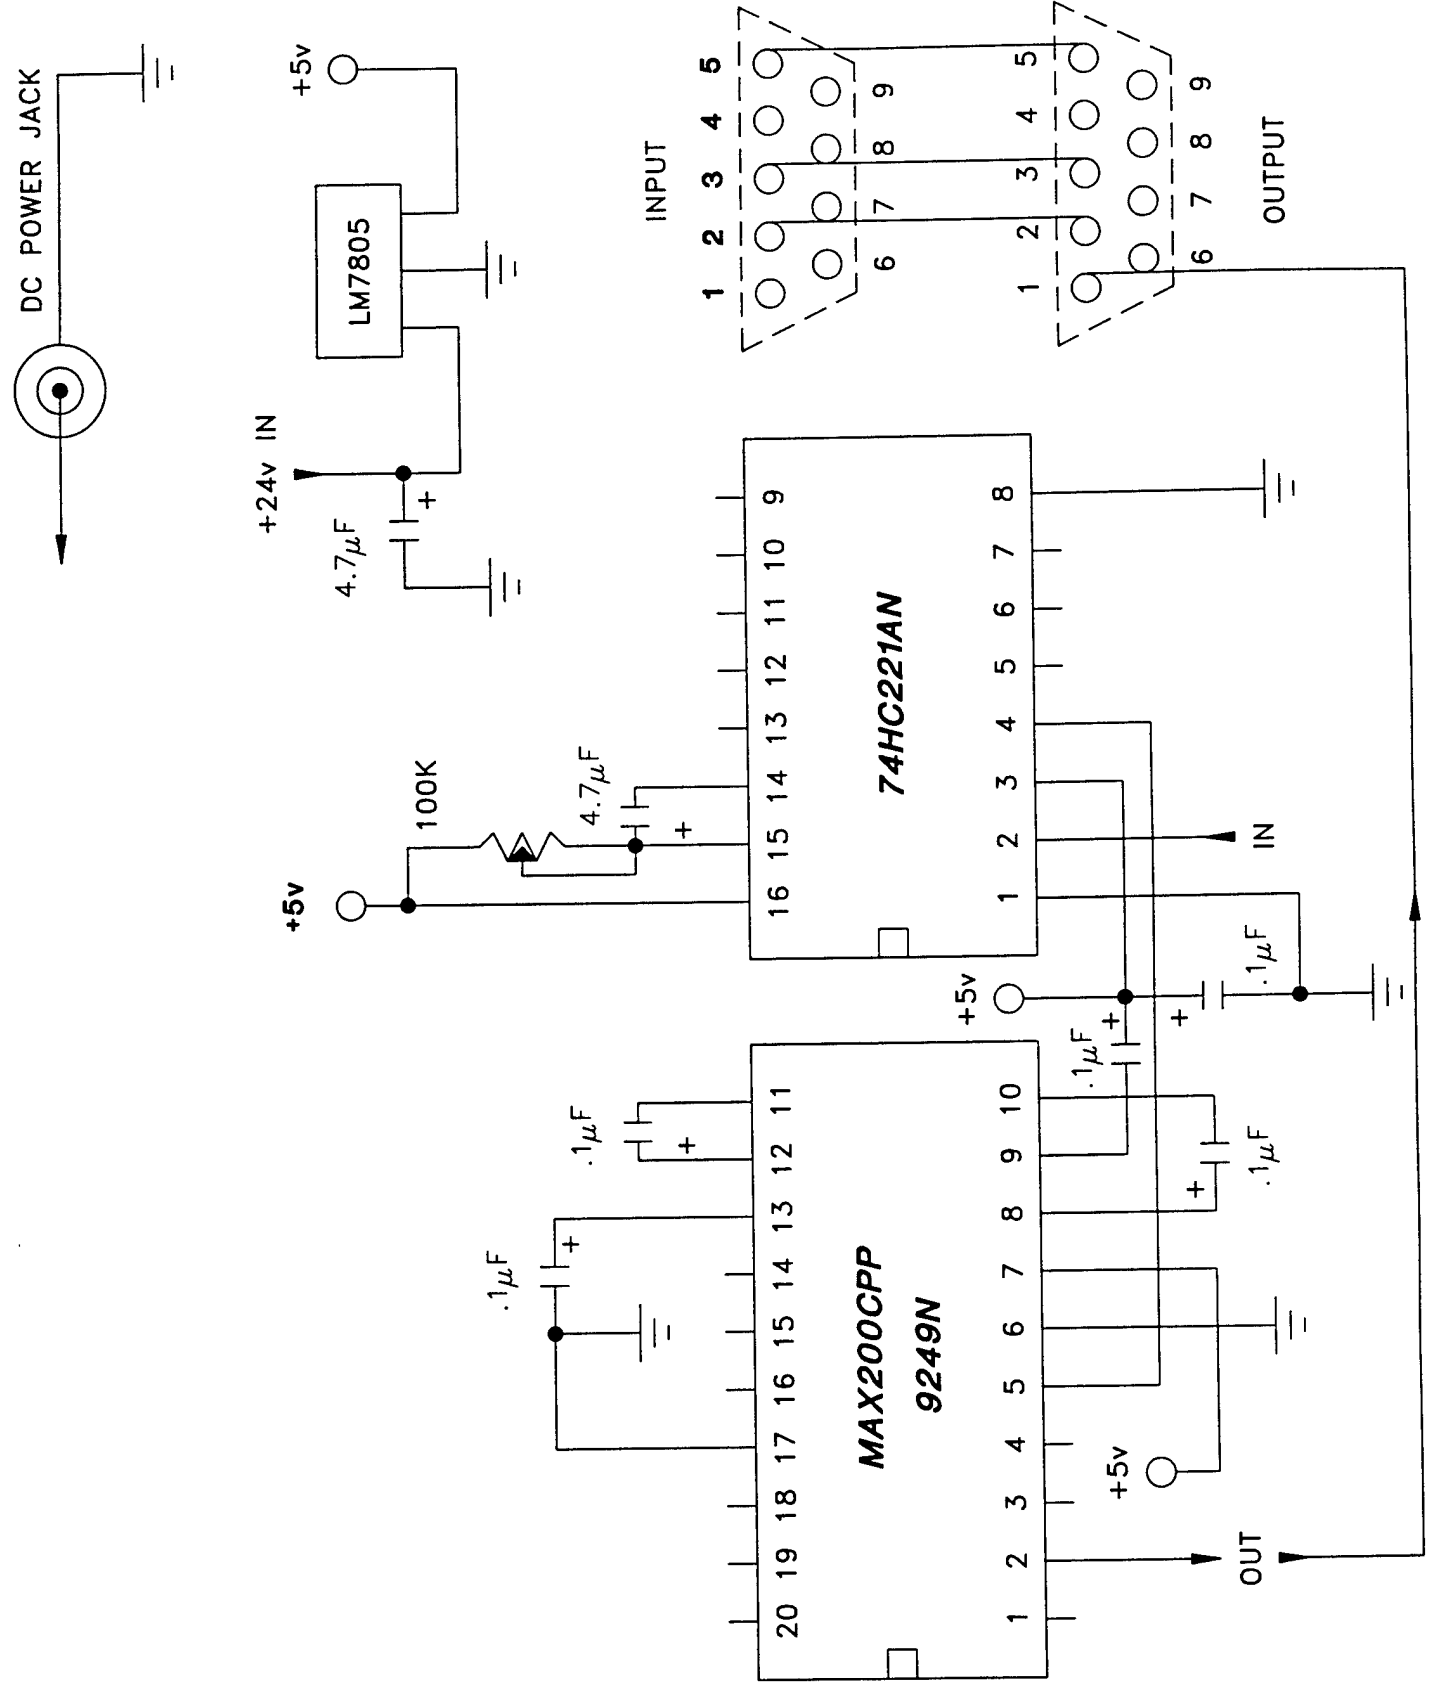 DC POWER JACK
+5v
LM7805
+24v IN
4.7µF
INPUT
5 4 3 2 1
9 8 7 6
5 4 3 2 1
9 8 7 6
OUTPUT
+5v
100K
4.7µF
16 15 14 13 12 11 10 9
74HC221AN
1 2 3 4 5 6 7 8
IN
+5v
.1µF
.1µF
.1µF
.1µF
20 19 18 17 16 15 14 13 12 11
MAX200CPP
9249N
1 2 3 4 5 6 7 8 9 10
.1µF
+5v
OUT